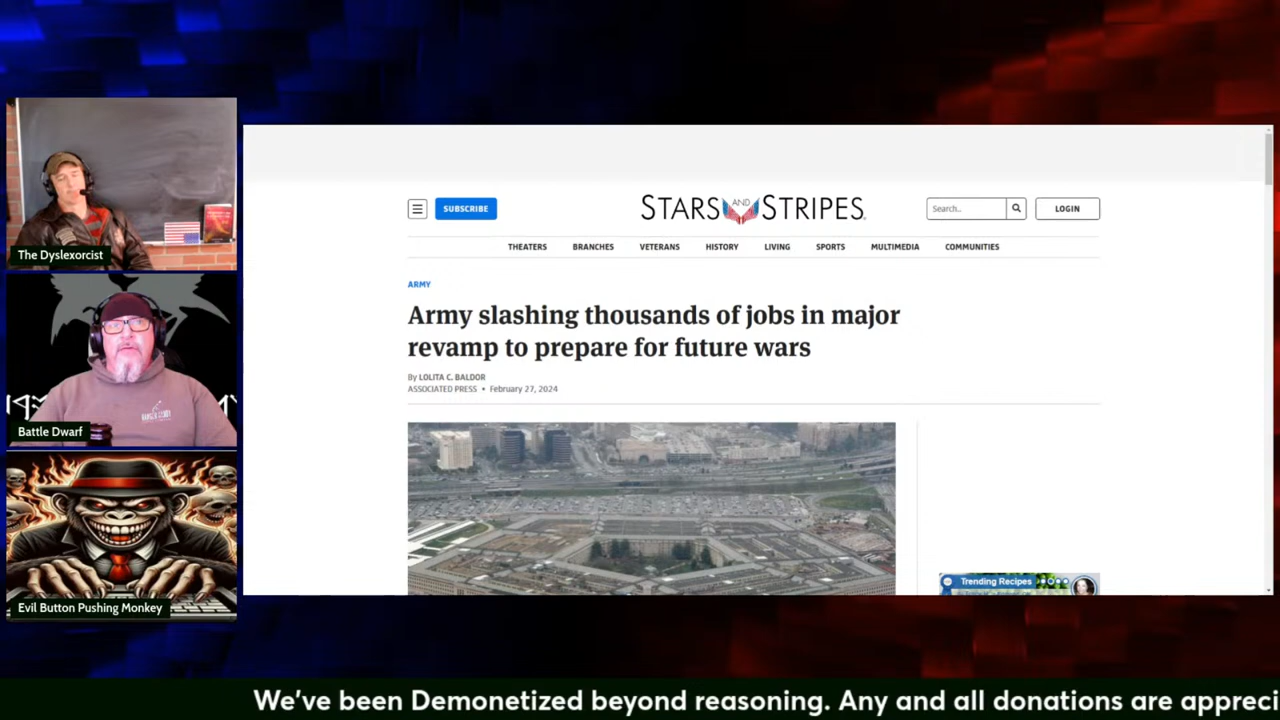 The Dyslexorcist
Battle Dwarf
Evil Button Pushing Monkey
SUBSCRIBE
STARS AND STRIPES
Search..
LOGIN
THEATERS BRANCHES VETERANS HISTORY LIVING SPORTS MULTIMEDIA COMMUNITIES
ARMY
Army slashing thousands of jobs in major
revamp to prepare for future wars
By LOLITA C. BALDOR
ASSOCIATED PRESS • February 27, 2024
Trending Recipes
We've been Demonetized beyond reasoning. Any and all donations are appreci